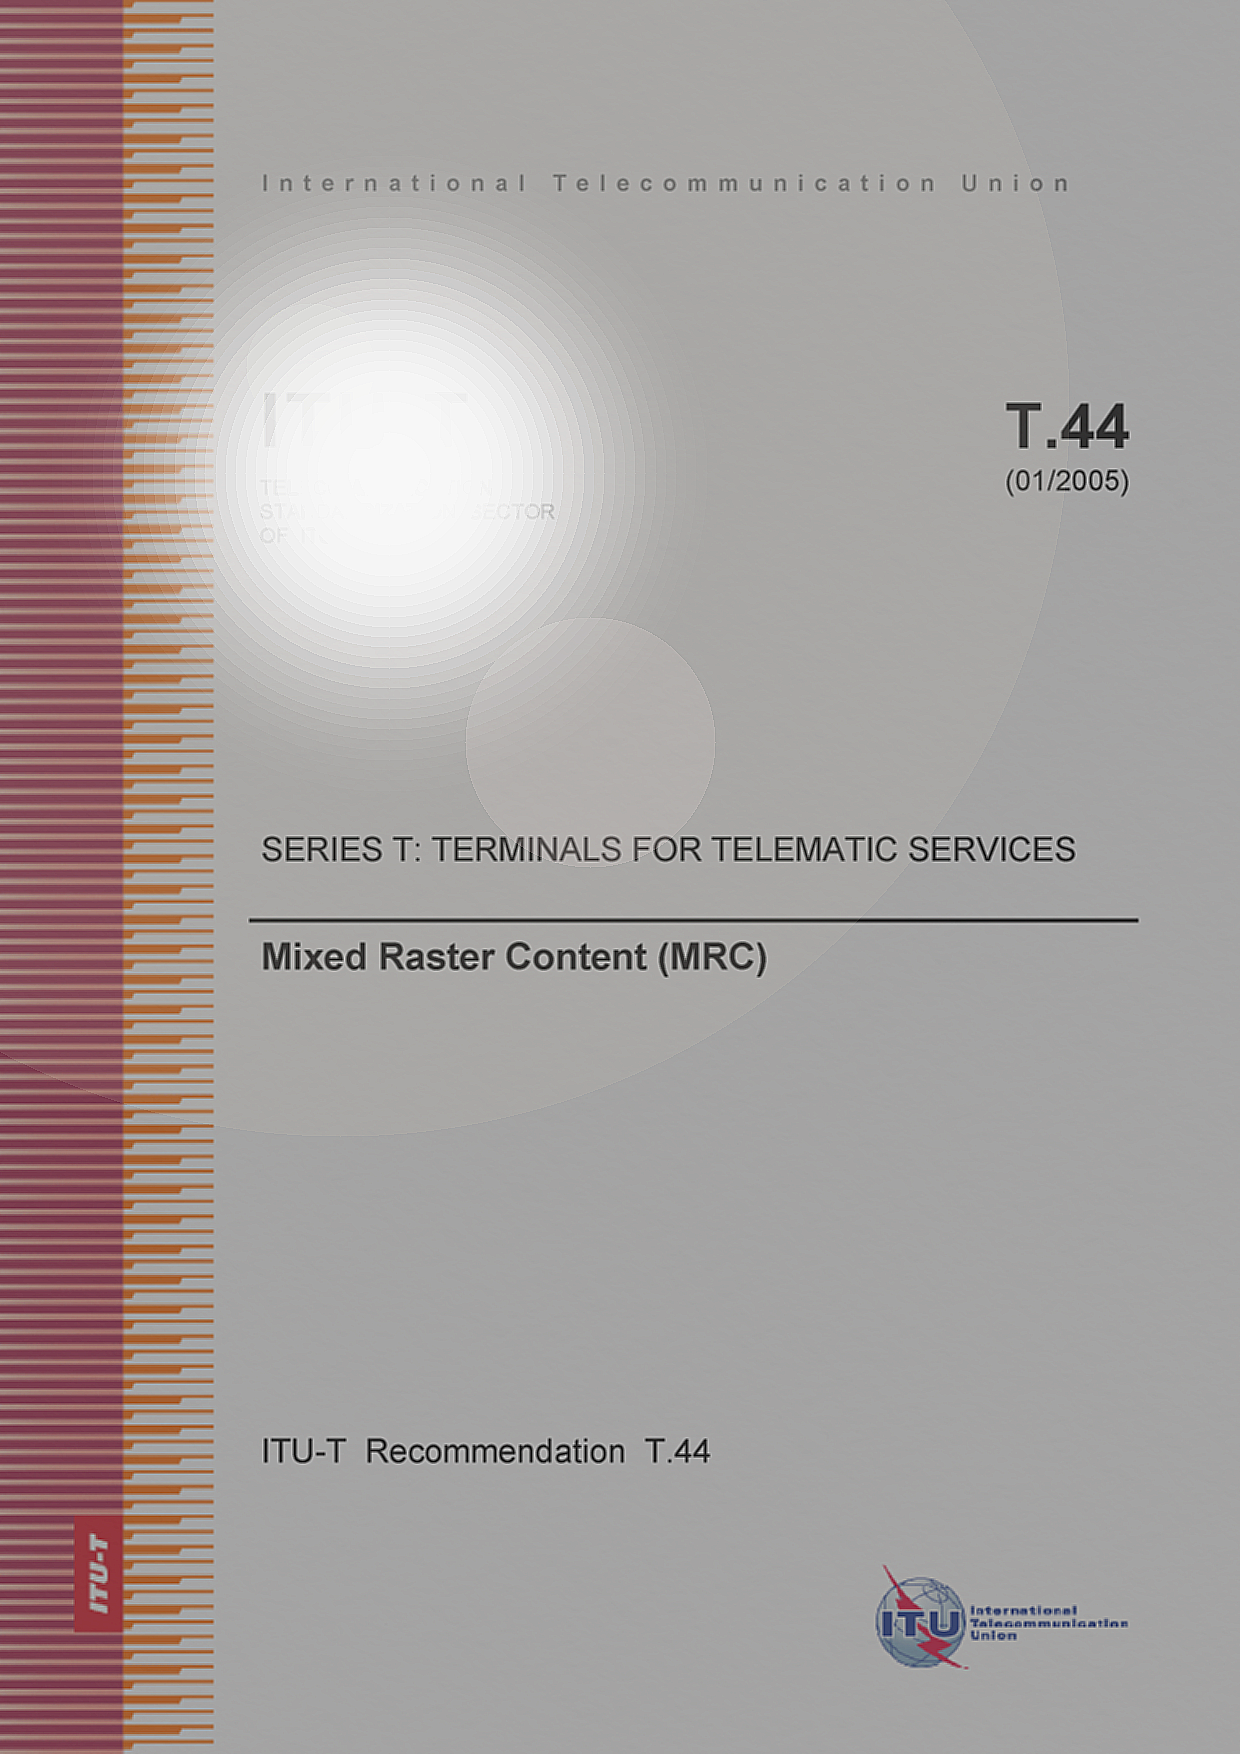 International Telecommunication Union
T.44
(01/2005)
OF
SERIES T: TERMINALS FOR TELEMATIC SERVICES
Mixed Raster Content (MRC)
ITU-T Recommendation T.44
ITU-T
ITU
International
Telecommunication
Union